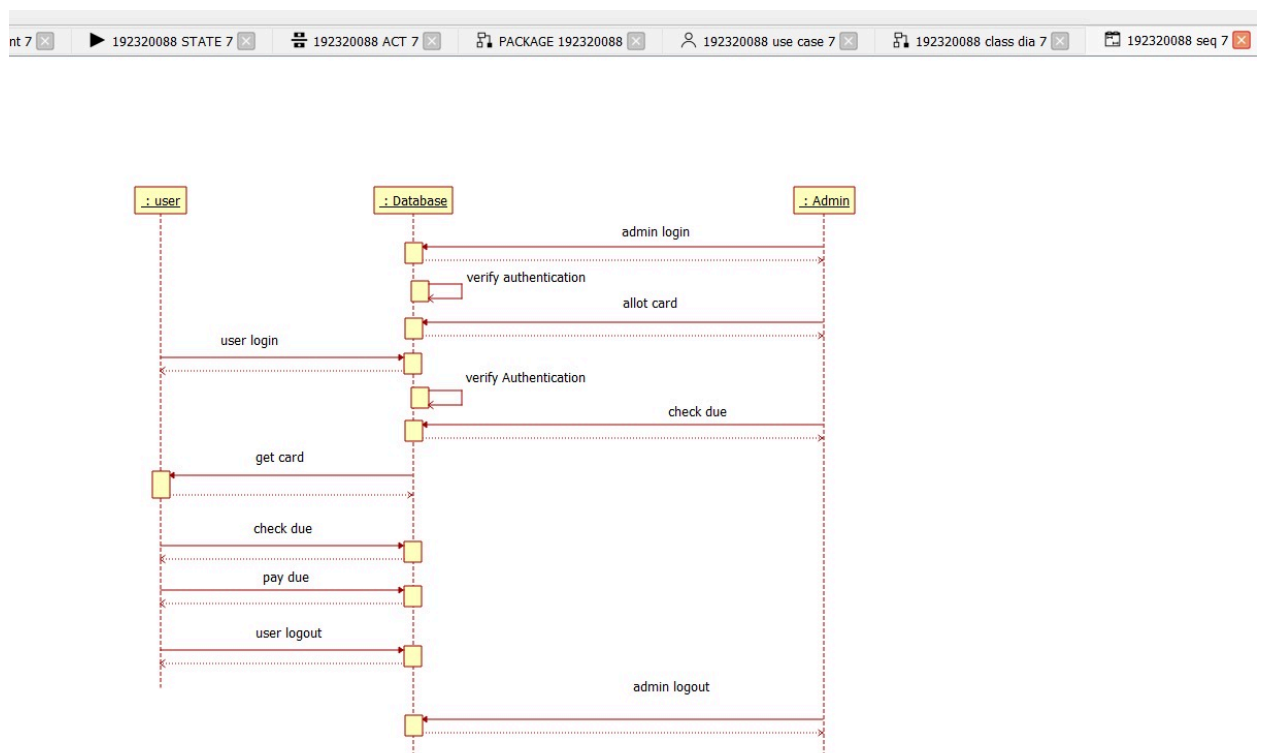 nt 7
192320088 STATE 7
192320088 ACT 7
PACKAGE 192320088
192320088 use case 7
192320088 class dia 7
192320088 seq 7
: user
: Database
: Admin
admin login
verify authentication
allot card
user login
verify Authentication
check due
get card
check due
pay due
user logout
admin logout